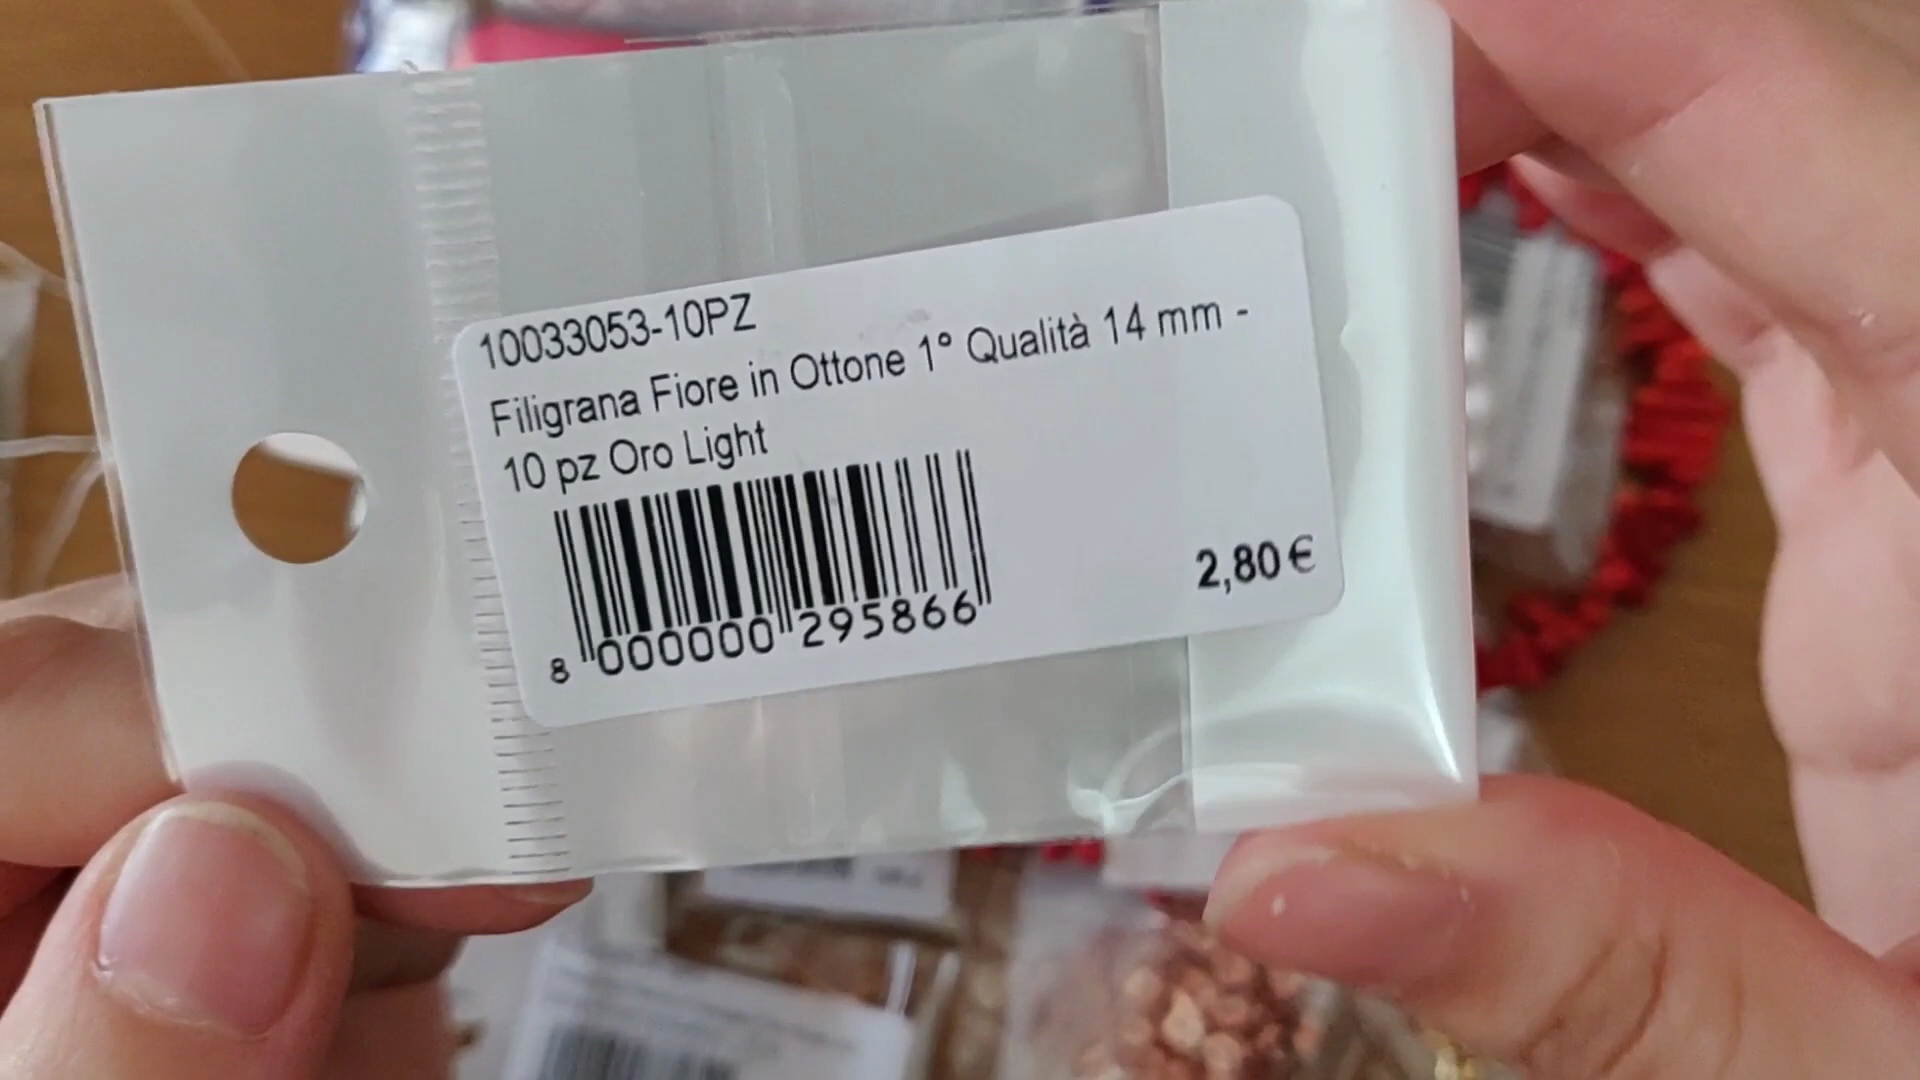 10033053-10PZ
Filigrana Fiore in Ottone 1° Qualità 14 mm -
10 pz Oro Light
8 000000 295866
2,80€